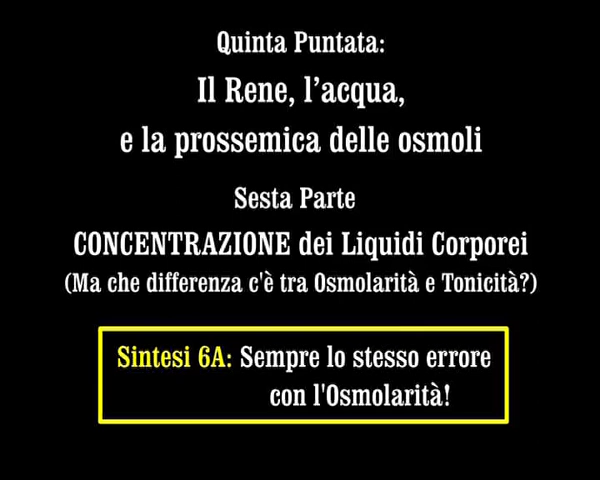 Quinta Puntata:
Il Rene, l’acqua,
e la prossemica delle osmoli
Sesta Parte
CONCENTRAZIONE dei Liquidi Corporei
(Ma che differenza c'è tra Osmolarità e Tonicità?)
Sintesi 6A: Sempre lo stesso errore
con l'Osmolarità!